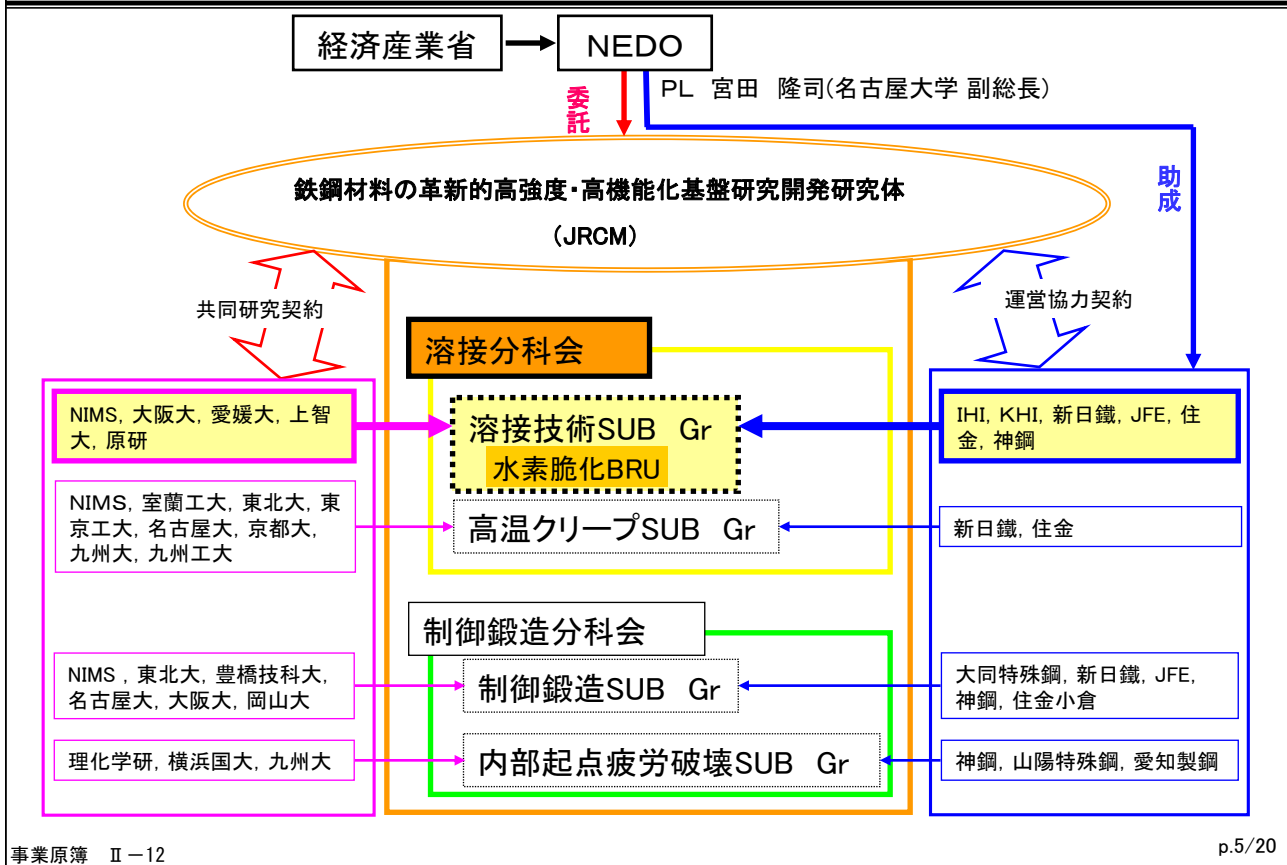 経済産業省
NEDO
PL 宮田 隆司(名古屋大学 副総長)
委託
助成
鉄鋼材料の革新的高強度・高機能化基盤研究開発研究体
(JRCM)
共同研究契約
運営協力契約
溶接分科会
NIMS, 大阪大, 愛媛大, 上智
大, 原研
溶接技術SUB Gr
水素脆化BRU
IHI, KHI, 新日鐵, JFE, 住
金, 神鋼
NIMS, 室蘭工大, 東北大, 東
京工大, 名古屋大, 京都大,
九州大, 九州工大
高温クリープSUB Gr
新日鐵, 住金
制御鍛造分科会
NIMS , 東北大, 豊橋技科大,
名古屋大, 大阪大, 岡山大
制御鍛造SUB Gr
大同特殊鋼, 新日鐵, JFE,
神鋼, 住金小倉
理化学研, 横浜国大, 九州大
内部起点疲労破壊SUB Gr
神鋼, 山陽特殊鋼, 愛知製鋼
事業原簿 Ⅱ-12
p.5/20